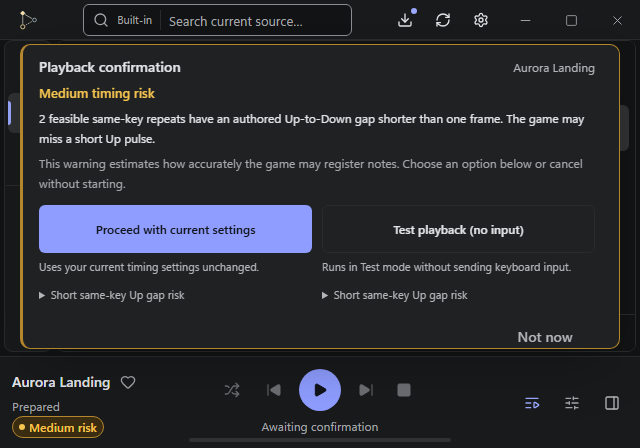 Built-in
Search current source...
Playback confirmation
Aurora Landing
Medium timing risk
2 feasible same-key repeats have an authored Up-to-Down gap shorter than one frame. The game may
miss a short Up pulse.
This warning estimates how accurately the game may register notes. Choose an option below or cancel
without starting.
Proceed with current settings
Test playback (no input)
Uses your current timing settings unchanged.
Runs in Test mode without sending keyboard input.
Short same-key Up gap risk
Short same-key Up gap risk
Not now
Aurora Landing
Prepared
Medium risk
Awaiting confirmation